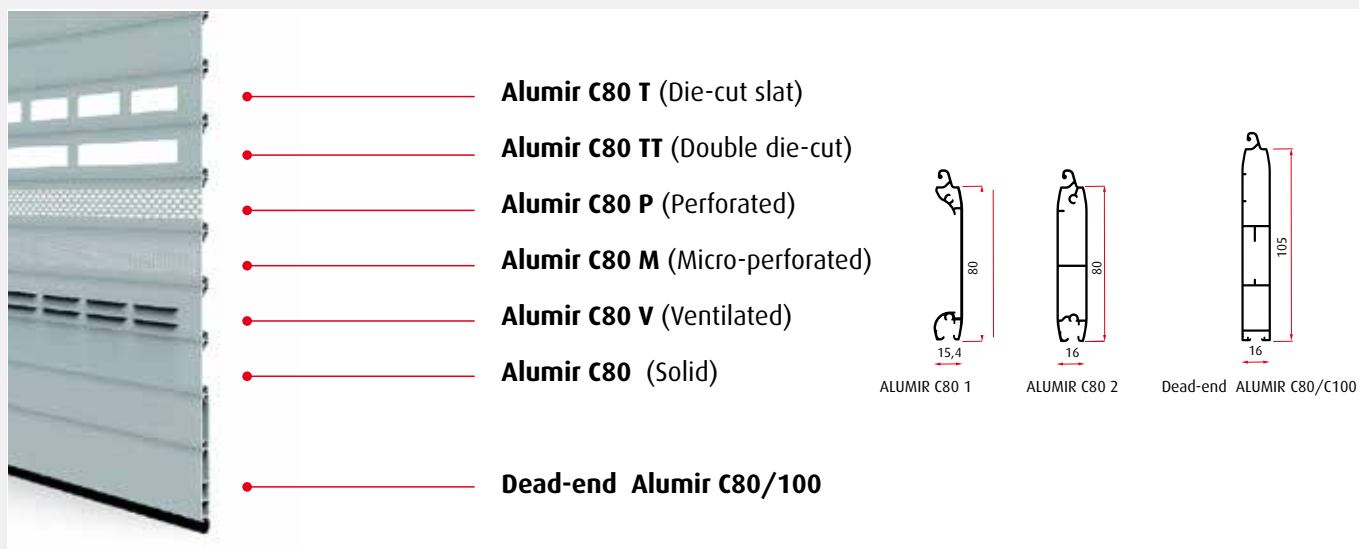 Alumir C80 T (Die-cut slat)
Alumir C80 TT (Double die-cut)
Alumir C80 P (Perforated)
Alumir C80 M (Micro-perforated)
Alumir C80 V (Ventilated)
Alumir C80 (Solid)
Dead-end Alumir C80/100
80
15,4
ALUMIR C80 1
80
16
ALUMIR C80 2
105
16
Dead-end ALUMIR C80/C100